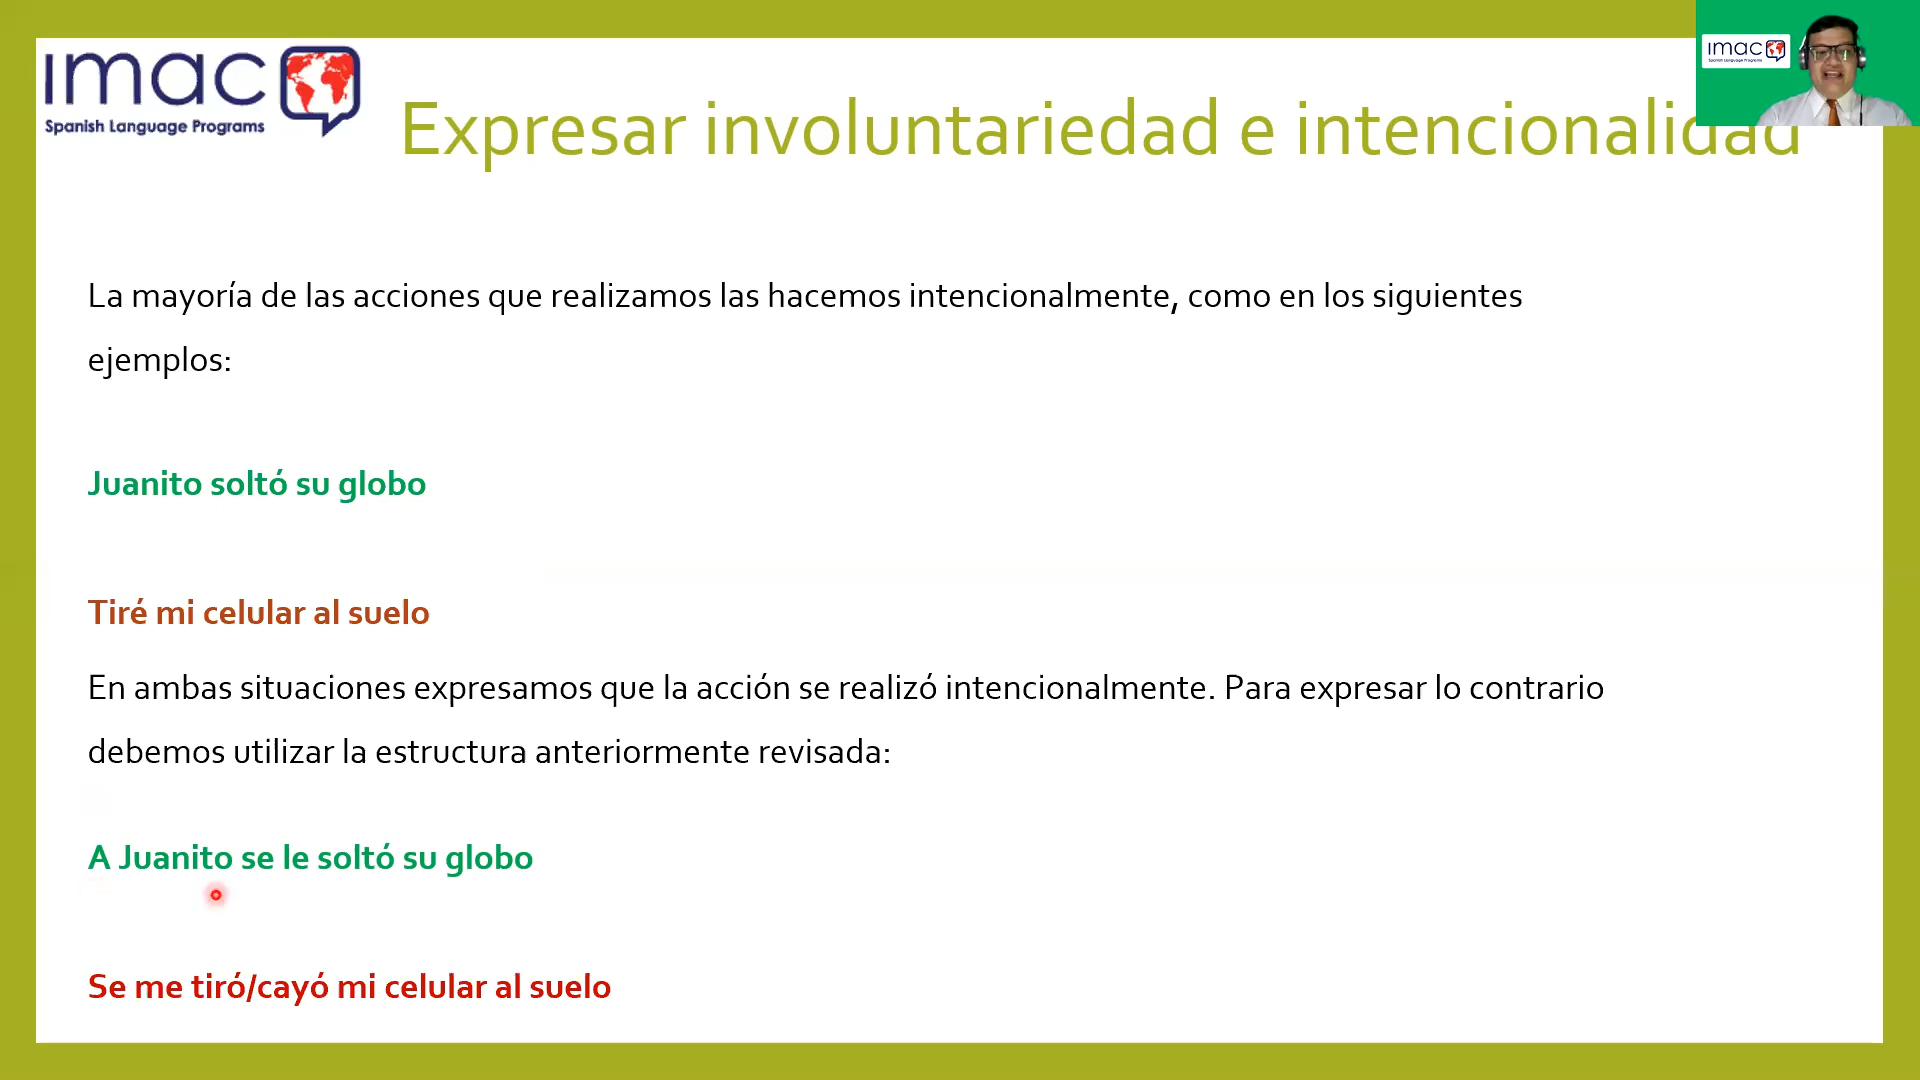 imac
Spanish Language Programs
imac
Spanish Language Programs
Expresar involuntariedad e intencionalidad
La mayoría de las acciones que realizamos las hacemos intencionalmente, como en los siguientes
ejemplos:
Juanito soltó su globo
Tiré mi celular al suelo
En ambas situaciones expresamos que la acción se realizó intencionalmente. Para expresar lo contrario
debemos utilizar la estructura anteriormente revisada:
A Juanito se le soltó su globo
Se me tiró/cayó mi celular al suelo